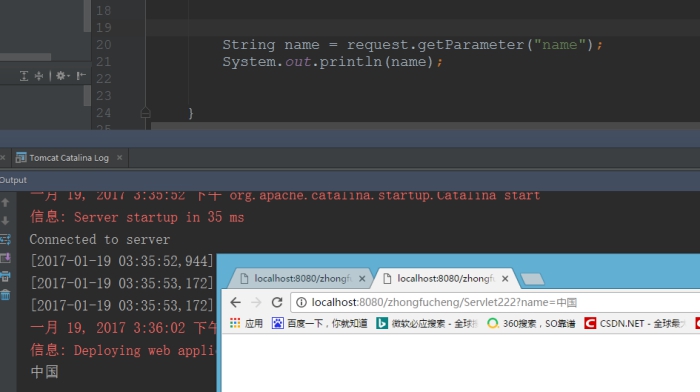 18
19
20 String name = request.getParameter("name");
21 System.out.println(name);
22
23
24 }
Tomcat Catalina Log
Output
一月 19, 2017 3:35:52 下午 org.apache.catalina.startup.Catalina start
信息: Server startup in 35 ms
Connected to server
[2017-01-19 03:35:52,944]
[2017-01-19 03:35:53,172]
[2017-01-19 03:35:53,172]
一月 19, 2017 3:36:02 下午
信息: Deploying web appli
中国
localhost:8080/zhongfu
localhost:8080/zhongfu
localhost:8080/zhongfucheng/Servlet222?name=中国
应用 百度一下，你就知道 微软必应搜索 - 全球 360搜索，SO靠谱 CSDN.NET - 全球最